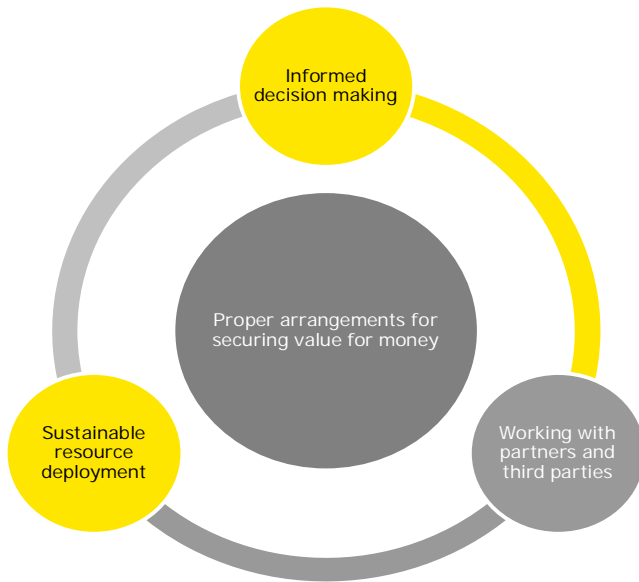 Informed
decision making
Proper arrangements for
securing value for money
Sustainable
resource
deployment
Working with
partners and
third parties